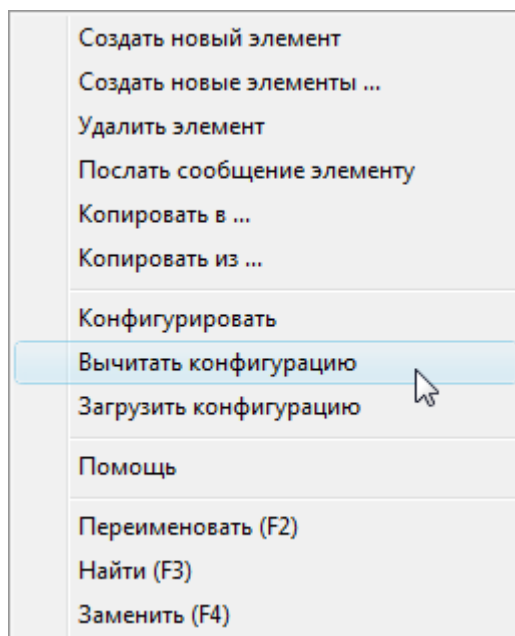 Создать новый элемент
Создать новые элементы ...
Удалить элемент
Послать сообщение элементу
Копировать в ...
Копировать из ...
Конфигурировать
Вычитать конфигурацию
Загрузить конфигурацию
Помощь
Переименовать (F2)
Найти (F3)
Заменить (F4)